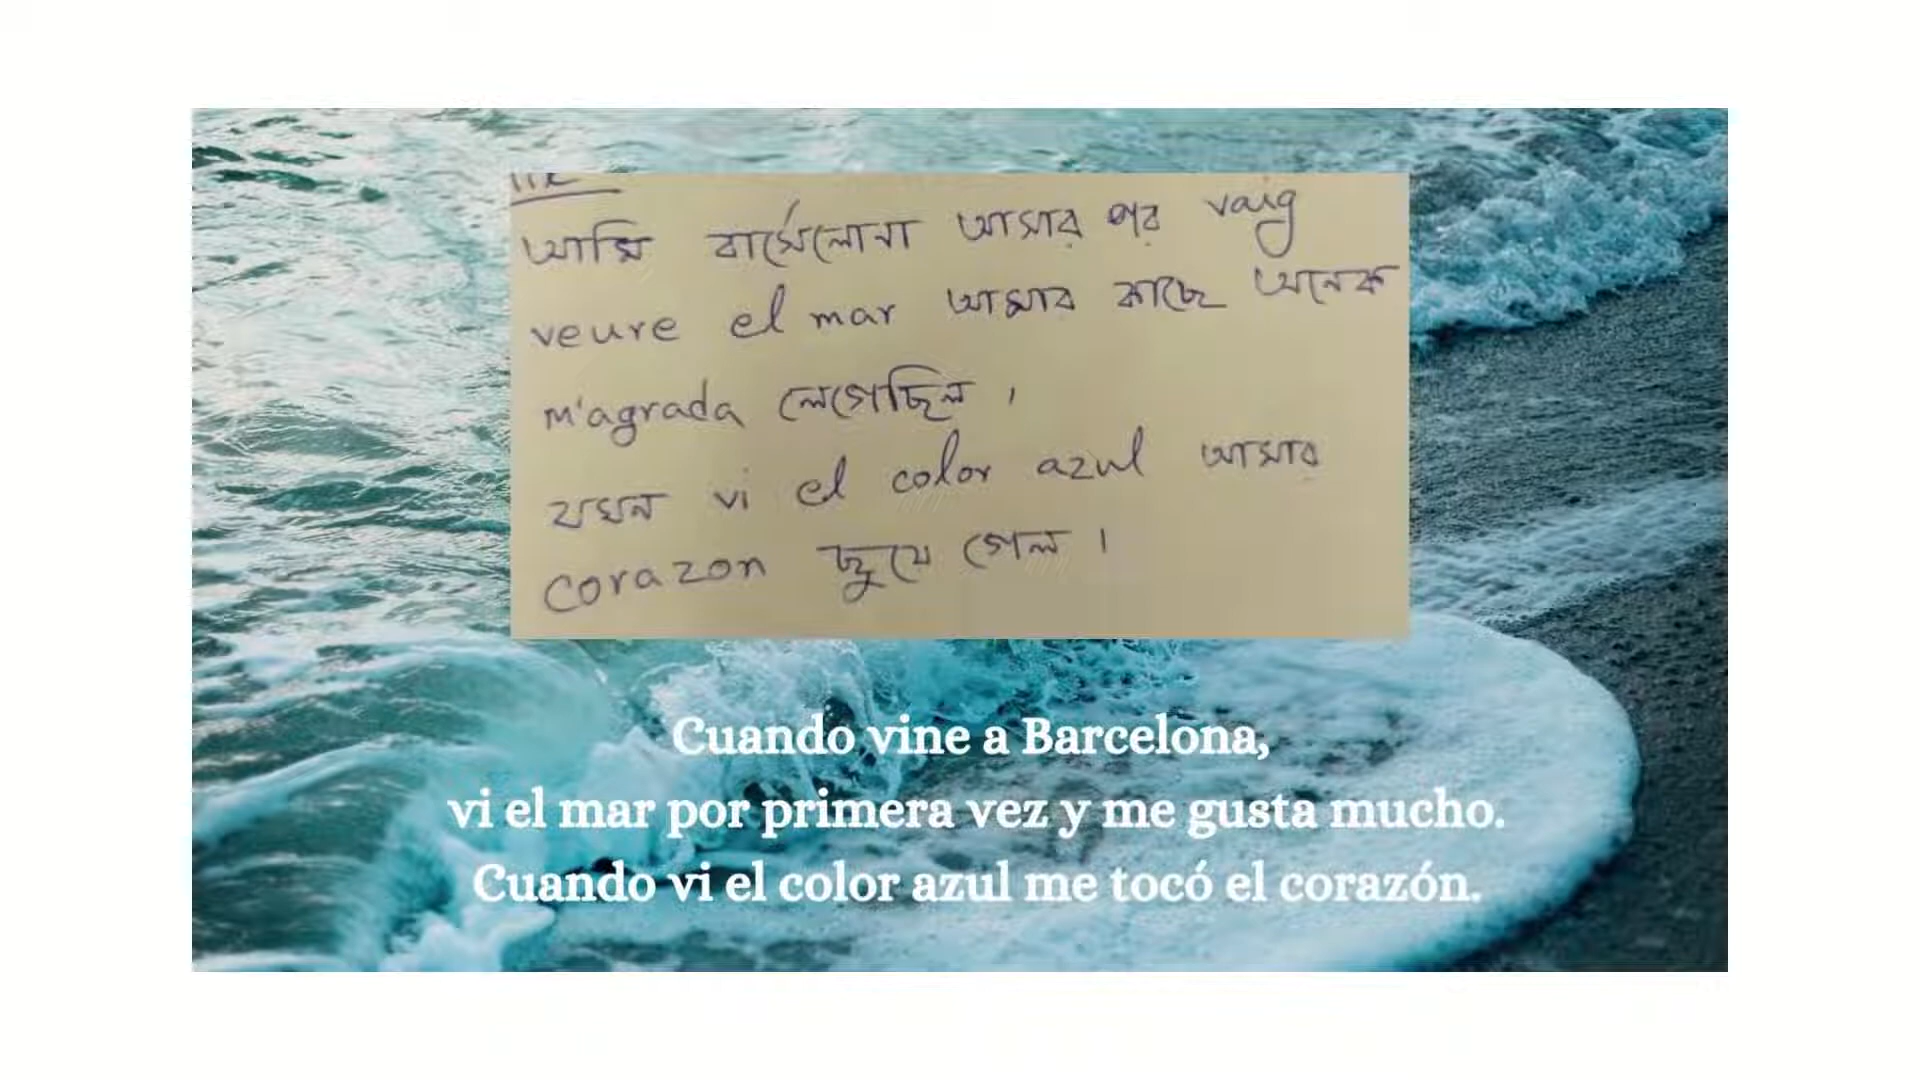 আমি বার্সেলোনা আসার পর vaig
veure el mar আমার কাছে অনেক
m'agrada লেগেছিল ।
যখন vi el color azul আমার
corazon ছুয়ে গেল ।
Cuando vine a Barcelona,
vi el mar por primera vez y me gusta mucho.
Cuando vi el color azul me tocó el corazón.